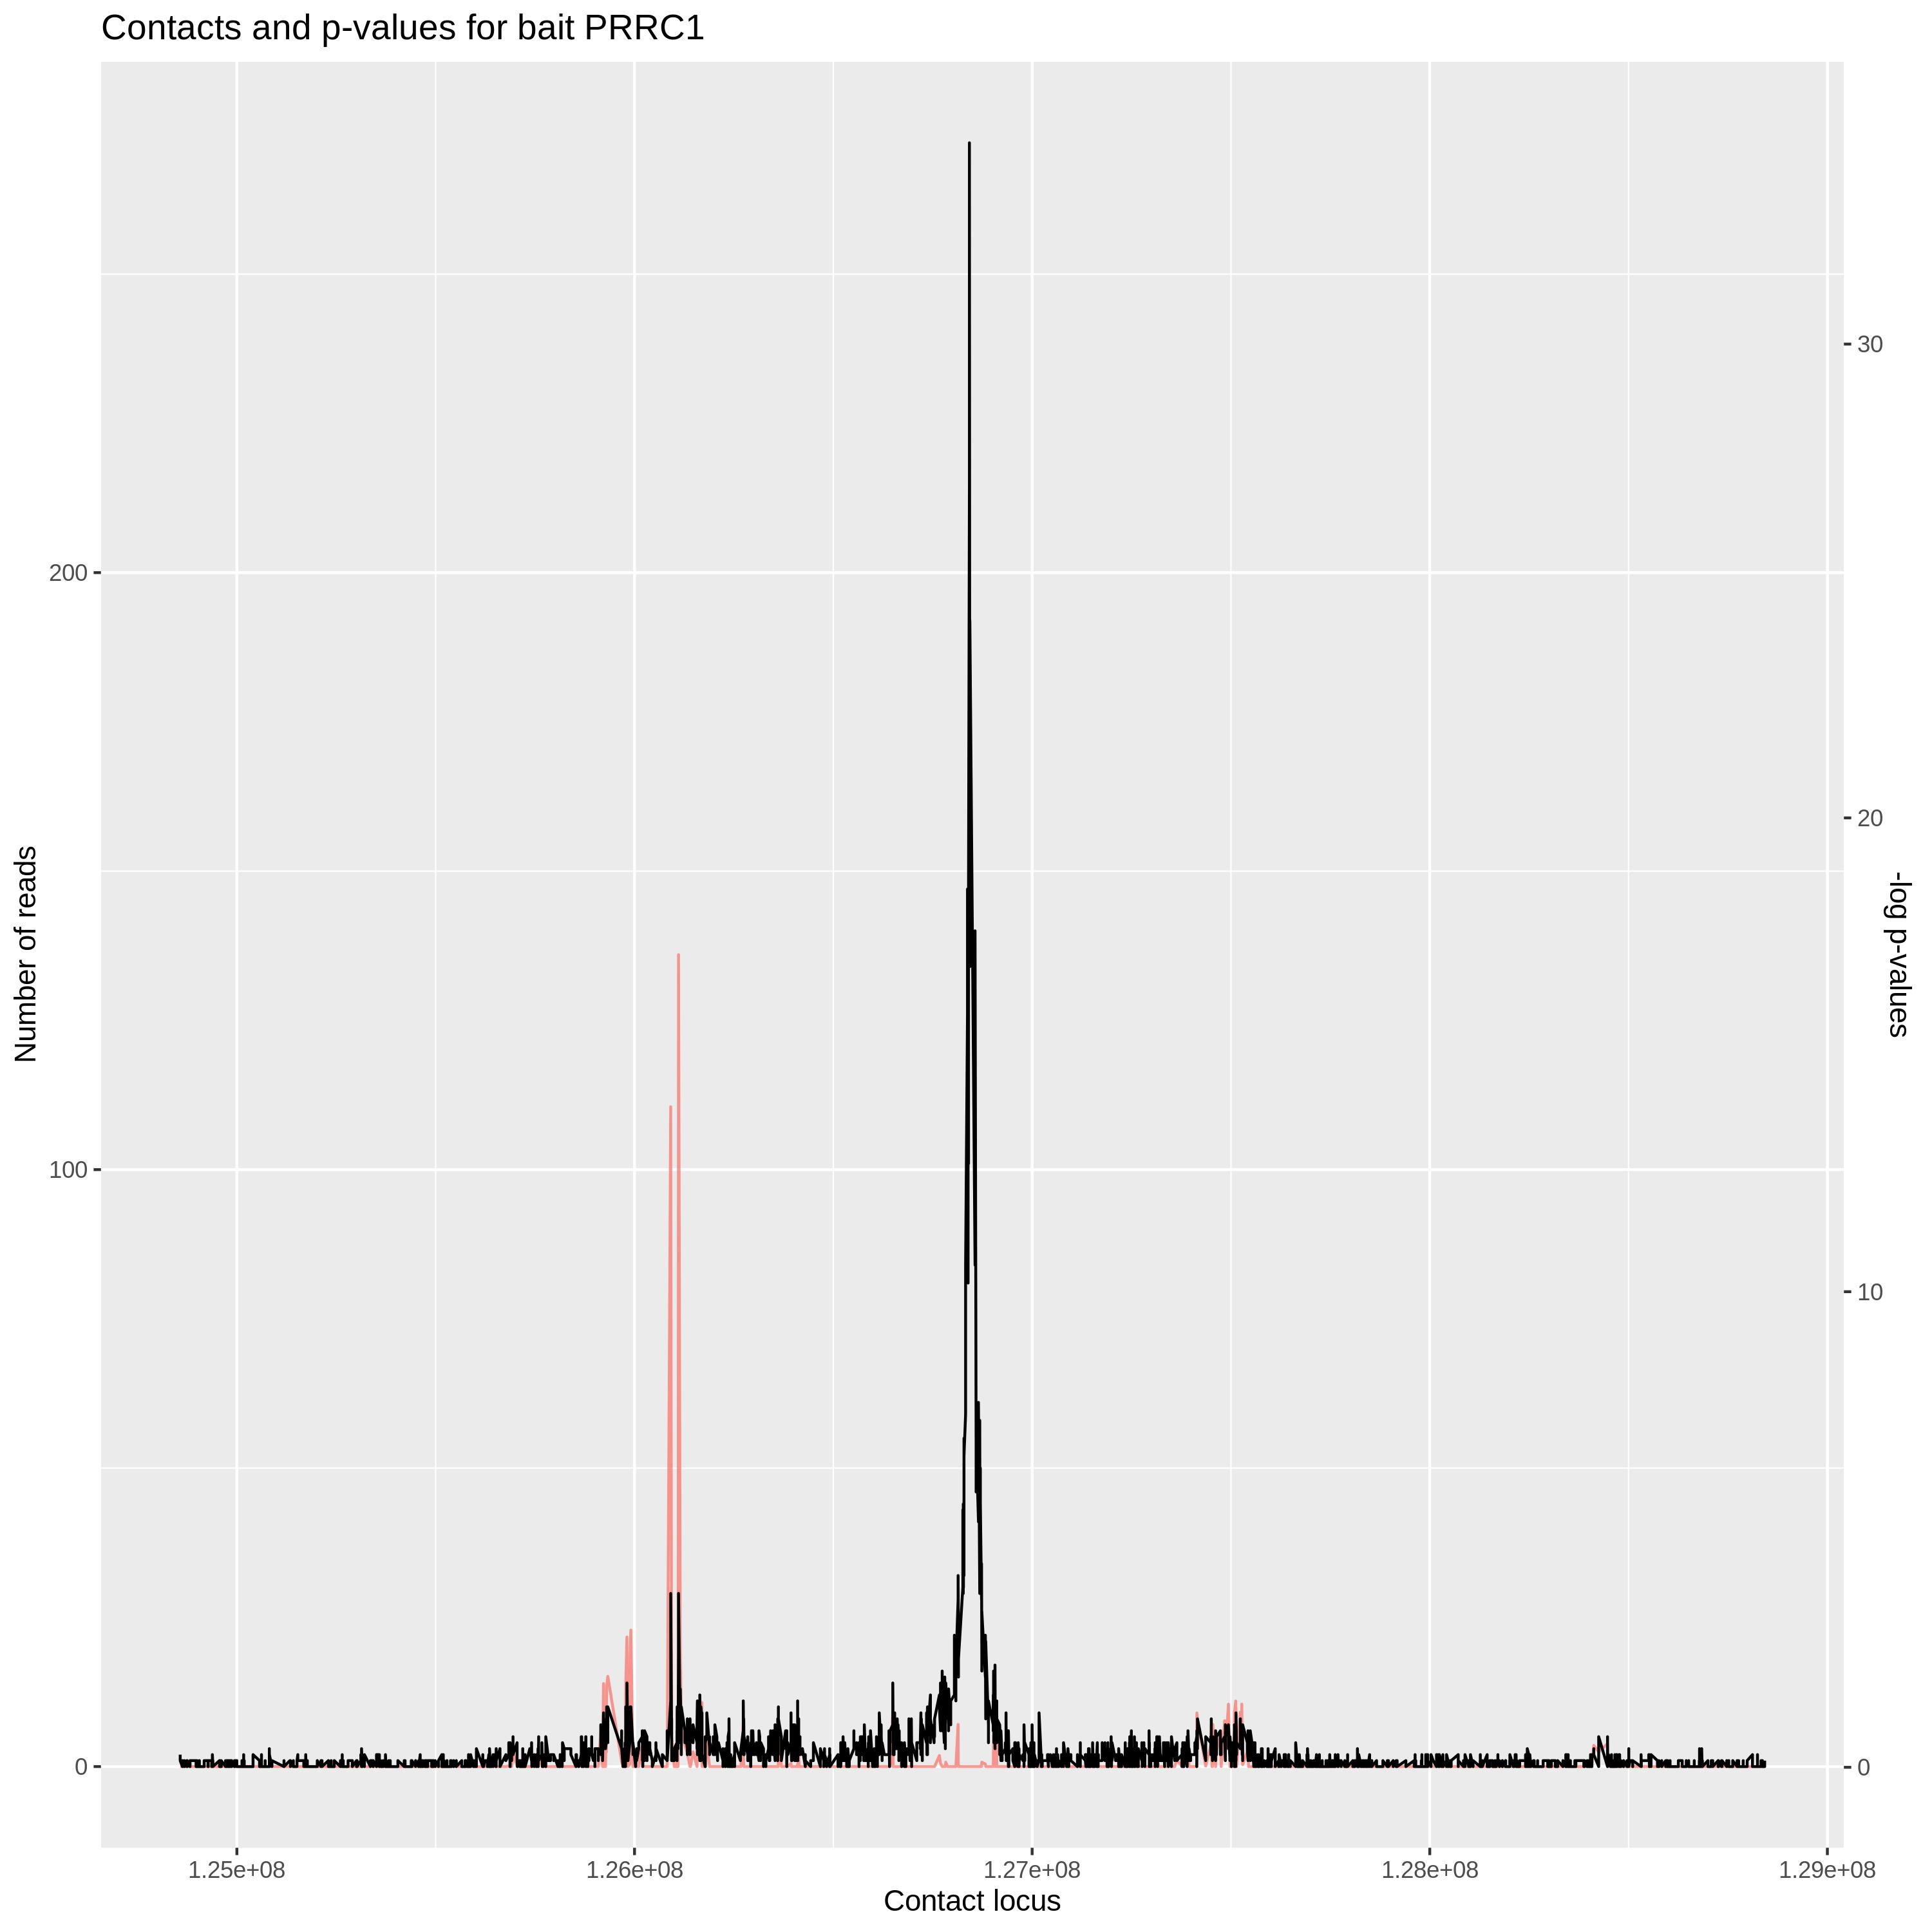 Contacts and p-values for bait PRRC1
Number of reads
200
100
0
30
20
10
0
-log p-values
1.25e+08 1.26e+08 1.27e+08 1.28e+08 1.29e+08
Contact locus